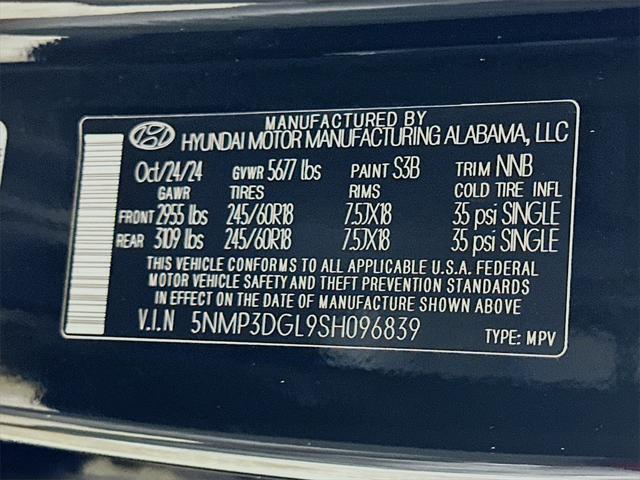 MANUFACTURED BY
HYUNDAI MOTOR MANUFACTURING ALABAMA, LLC
Oct/24/24 GVWR 5677 lbs PAINT S3B TRIM NNB
GAWR TIRES RIMS COLD TIRE INFL
FRONT 2955 lbs 245/60R18 7.5JX18 35 psi SINGLE
REAR 3109 lbs 245/60R18 7.5JX18 35 psi SINGLE
THIS VEHICLE CONFORMS TO ALL APPLICABLE U.S.A. FEDERAL
MOTOR VEHICLE SAFETY AND THEFT PREVENTION STANDARDS
IN EFFECT ON THE DATE OF MANUFACTURE SHOWN ABOVE
V.I.N 5NMP3DGL9SH096839 TYPE: MPV